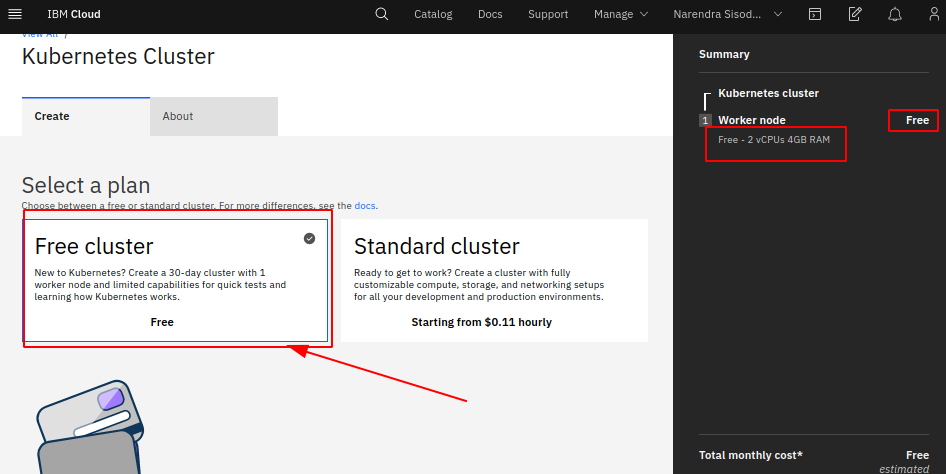 IBM Cloud
Catalog
Docs
Support
Manage
Narendra Sisod...
View All /
Kubernetes Cluster
Create
About
Select a plan
Choose between a free or standard cluster. For more differences, see the docs.
Free cluster
New to Kubernetes? Create a 30-day cluster with 1
worker node and limited capabilities for quick tests and
learning how Kubernetes works.
Free
Standard cluster
Ready to get to work? Create a cluster with fully
customizable compute, storage, and networking setups
for all your development and production environments.
Starting from $0.11 hourly
Summary
Kubernetes cluster
1 Worker node Free
Free - 2 vCPUs 4GB RAM
Total monthly cost* Free
estimated